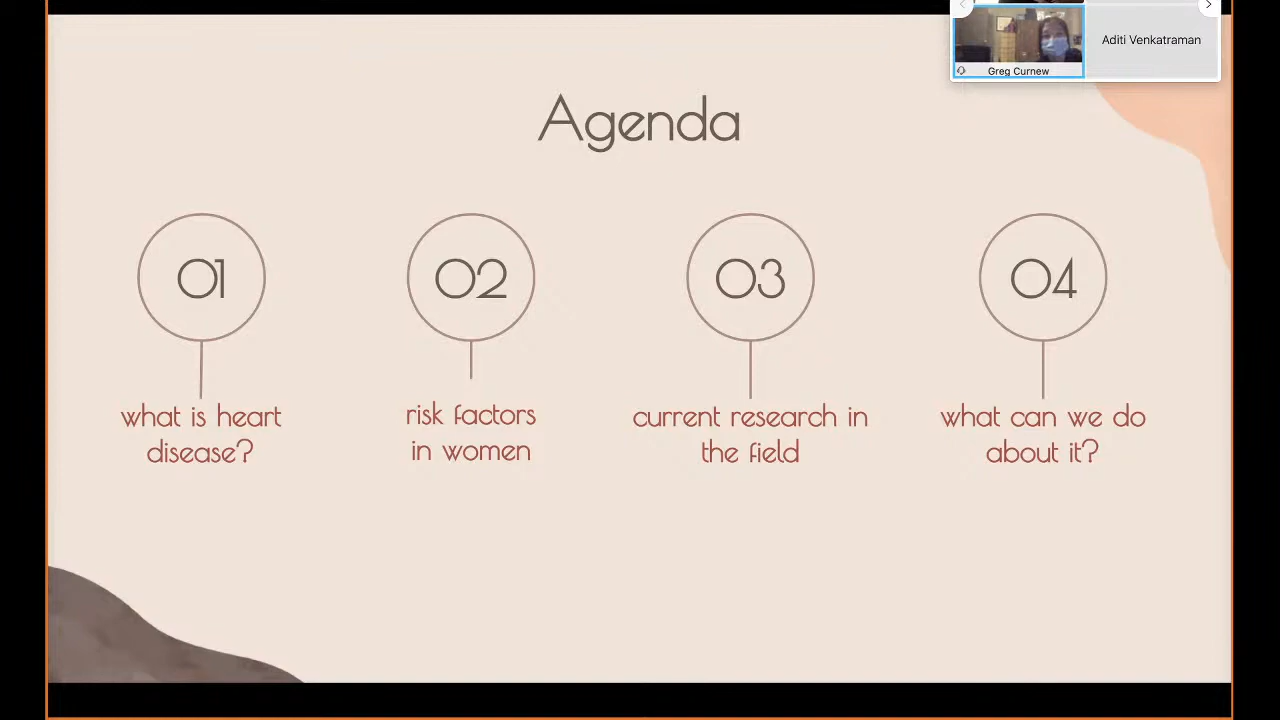 Aditi Venkatraman
Greg Curnew
Agenda
01
what is heart
disease?
02
risk factors
in women
03
current research in
the field
04
what can we do
about it?